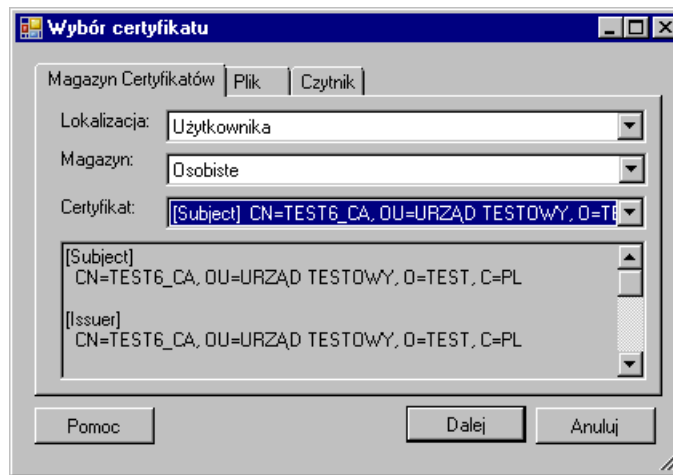 Wybór certyfikatu
Magazyn Certyfikatów Plik Czytnik
Lokalizacja: Użytkownika
Magazyn: Osobiste
Certyfikat: [Subject] CN=TEST6_CA, OU=URZĄD TESTOWY, O=TE
[Subject]
CN=TEST6_CA, OU=URZĄD TESTOWY, O=TEST, C=PL
[Issuer]
CN=TEST6_CA, OU=URZĄD TESTOWY, O=TEST, C=PL
Pomoc Dalej Anuluj